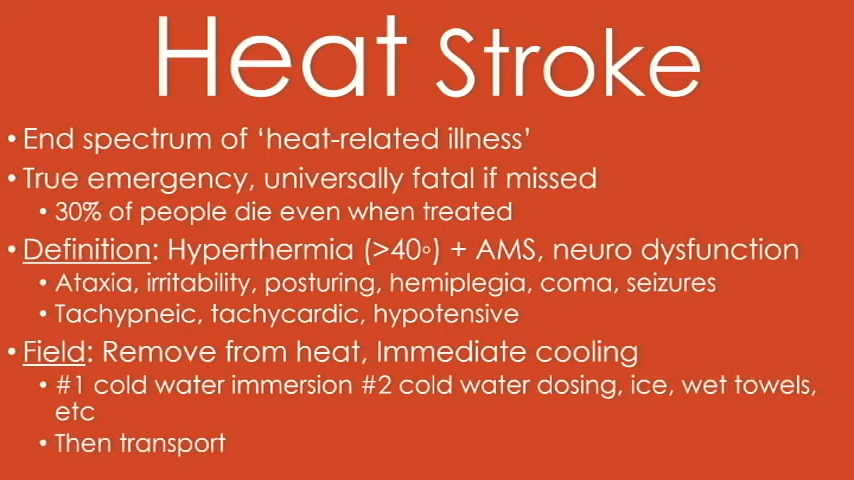 Heat Stroke
• End spectrum of ‘heat-related illness’
• True emergency, universally fatal if missed
• 30% of people die even when treated
• Definition: Hyperthermia (>40◦) + AMS, neuro dysfunction
• Ataxia, irritability, posturing, hemiplegia, coma, seizures
• Tachypneic, tachycardic, hypotensive
• Field: Remove from heat, Immediate cooling
• #1 cold water immersion #2 cold water dosing, ice, wet towels,
etc
• Then transport